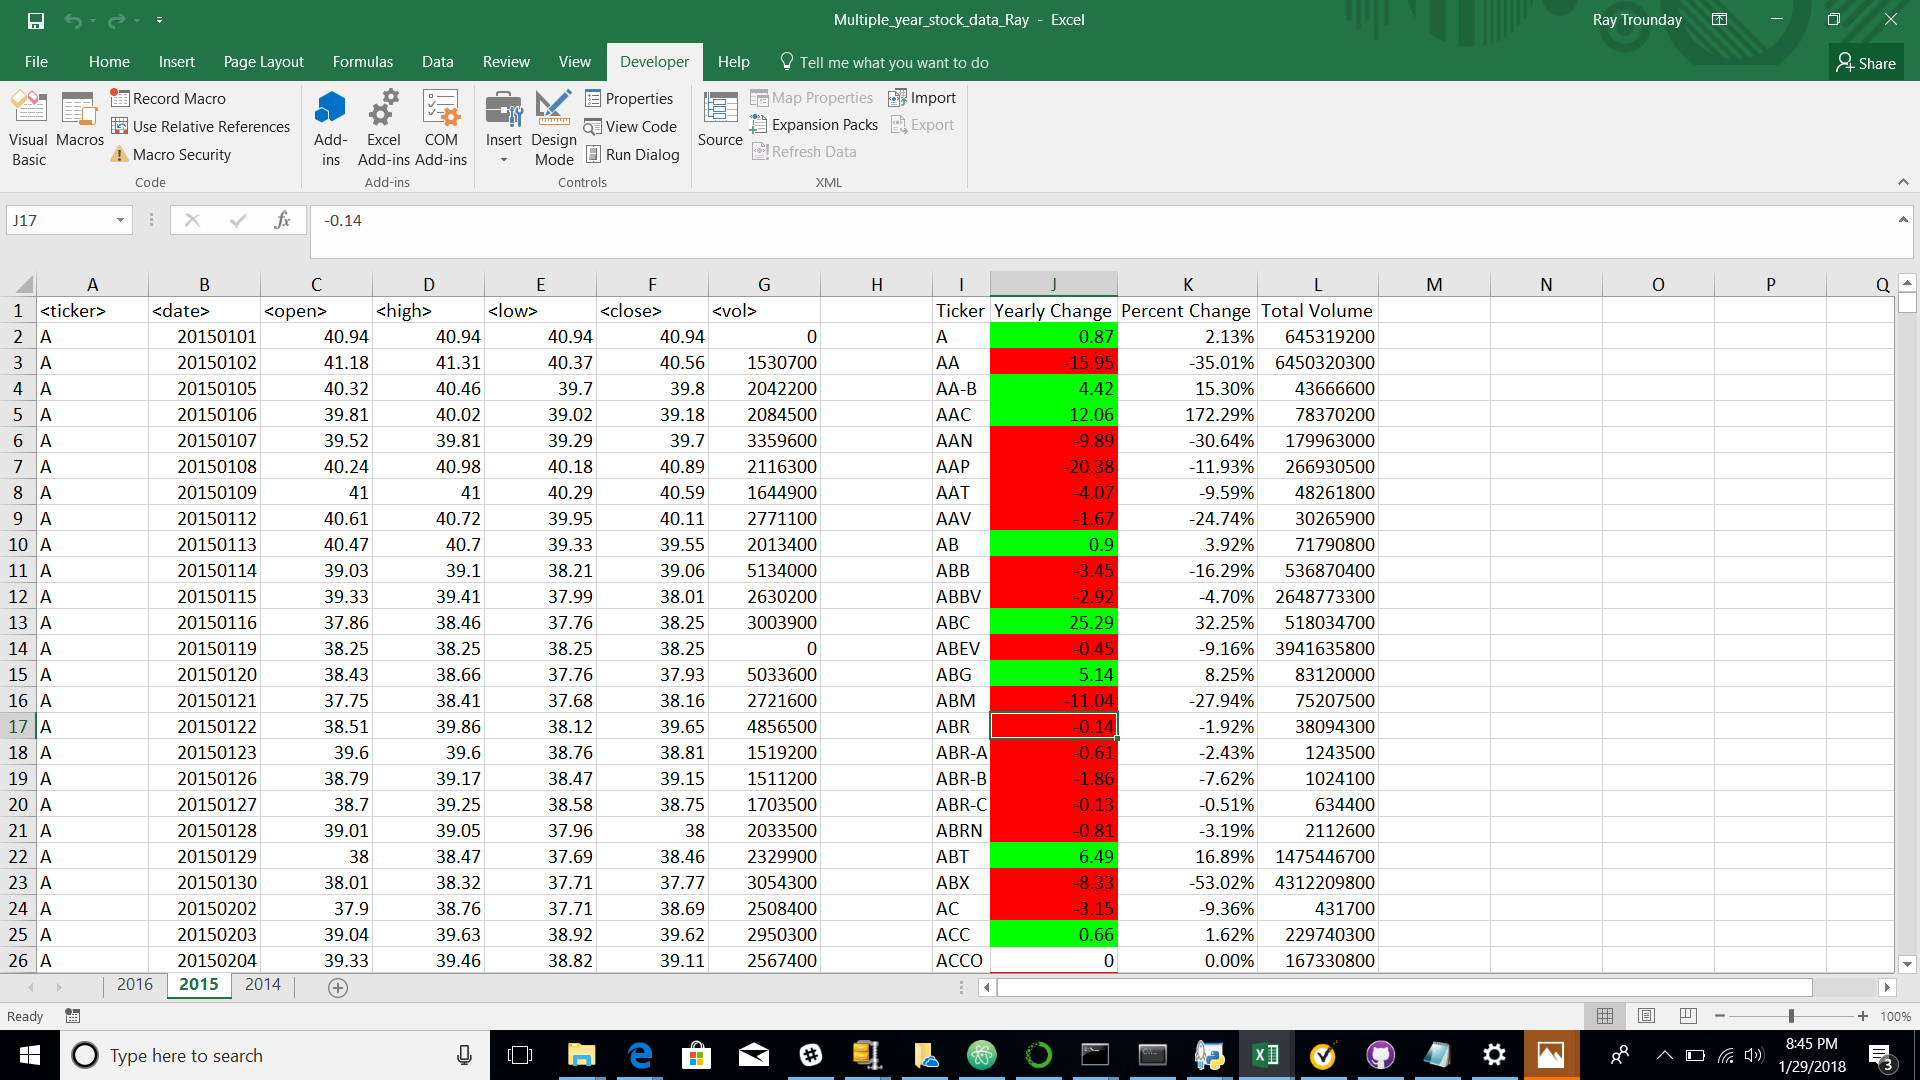 Multiple_year_stock_data_Ray - Excel
Ray Trounday
File Home Insert Page Layout Formulas Data Review View Developer Help Tell me what you want to do Share
Visual Basic
Macros
Record Macro
Use Relative References
Macro Security
Code
Add-ins
Excel Add-ins
COM Add-ins
Add-ins
Insert
Design Mode
Properties
View Code
Run Dialog
Controls
Source
Map Properties
Expansion Packs
Refresh Data
Import
Export
XML
J17 fx -0.14
A B C D E F G H I J K L M N O P Q
1 <ticker> <date> <open> <high> <low> <close> <vol> Ticker Yearly Change Percent Change Total Volume
2 A 20150101 40.94 40.94 40.94 40.94 0 A 0.87 2.13% 645319200
3 A 20150102 41.18 41.31 40.37 40.56 1530700 AA -15.95 -35.01% 6450320300
4 A 20150105 40.32 40.46 39.7 39.8 2042200 AA-B 4.42 15.30% 43666600
5 A 20150106 39.81 40.02 39.02 39.18 2084500 AAC 12.06 172.29% 78370200
6 A 20150107 39.52 39.81 39.29 39.7 3359600 AAN -9.89 -30.64% 179963000
7 A 20150108 40.24 40.98 40.18 40.89 2116300 AAP -20.38 -11.93% 266930500
8 A 20150109 41 41 40.29 40.59 1644900 AAT -4.07 -9.59% 48261800
9 A 20150112 40.61 40.72 39.95 40.11 2771100 AAV -1.67 -24.74% 30265900
10 A 20150113 40.47 40.7 39.33 39.55 2013400 AB 0.9 3.92% 71790800
11 A 20150114 39.03 39.1 38.21 39.06 5134000 ABB -3.45 -16.29% 536870400
12 A 20150115 39.33 39.41 37.99 38.01 2630200 ABBV -2.92 -4.70% 2648773300
13 A 20150116 37.86 38.46 37.76 38.25 3003900 ABC 25.29 32.25% 518034700
14 A 20150119 38.25 38.25 38.25 38.25 0 ABEV -0.45 -9.16% 3941635800
15 A 20150120 38.43 38.66 37.76 37.93 5033600 ABG 5.14 8.25% 83120000
16 A 20150121 37.75 38.41 37.68 38.16 2721600 ABM -11.04 -27.94% 75207500
17 A 20150122 38.51 39.86 38.12 39.65 4856500 ABR -0.14 -1.92% 38094300
18 A 20150123 39.6 39.6 38.76 38.81 1519200 ABR-A -0.61 -2.43% 1243500
19 A 20150126 38.79 39.17 38.47 39.15 1511200 ABR-B -1.86 -7.62% 1024100
20 A 20150127 38.7 39.25 38.58 38.75 1703500 ABR-C -0.13 -0.51% 634400
21 A 20150128 39.01 39.05 37.96 38 2033500 ABRN -0.81 -3.19% 2112600
22 A 20150129 38 38.47 37.69 38.46 2329900 ABT 6.49 16.89% 1475446700
23 A 20150130 38.01 38.32 37.71 37.77 3054300 ABX -8.33 -53.02% 4312209800
24 A 20150202 37.9 38.76 37.71 38.69 2508400 AC -3.15 -9.36% 431700
25 A 20150203 39.04 39.63 38.92 39.62 2950300 ACC 0.66 1.62% 229740300
26 A 20150204 39.33 39.46 38.82 39.11 2567400 ACCO 0 0.00% 167330800
2016 2015 2014
Ready 100%
Type here to search
8:45 PM
1/29/2018
3